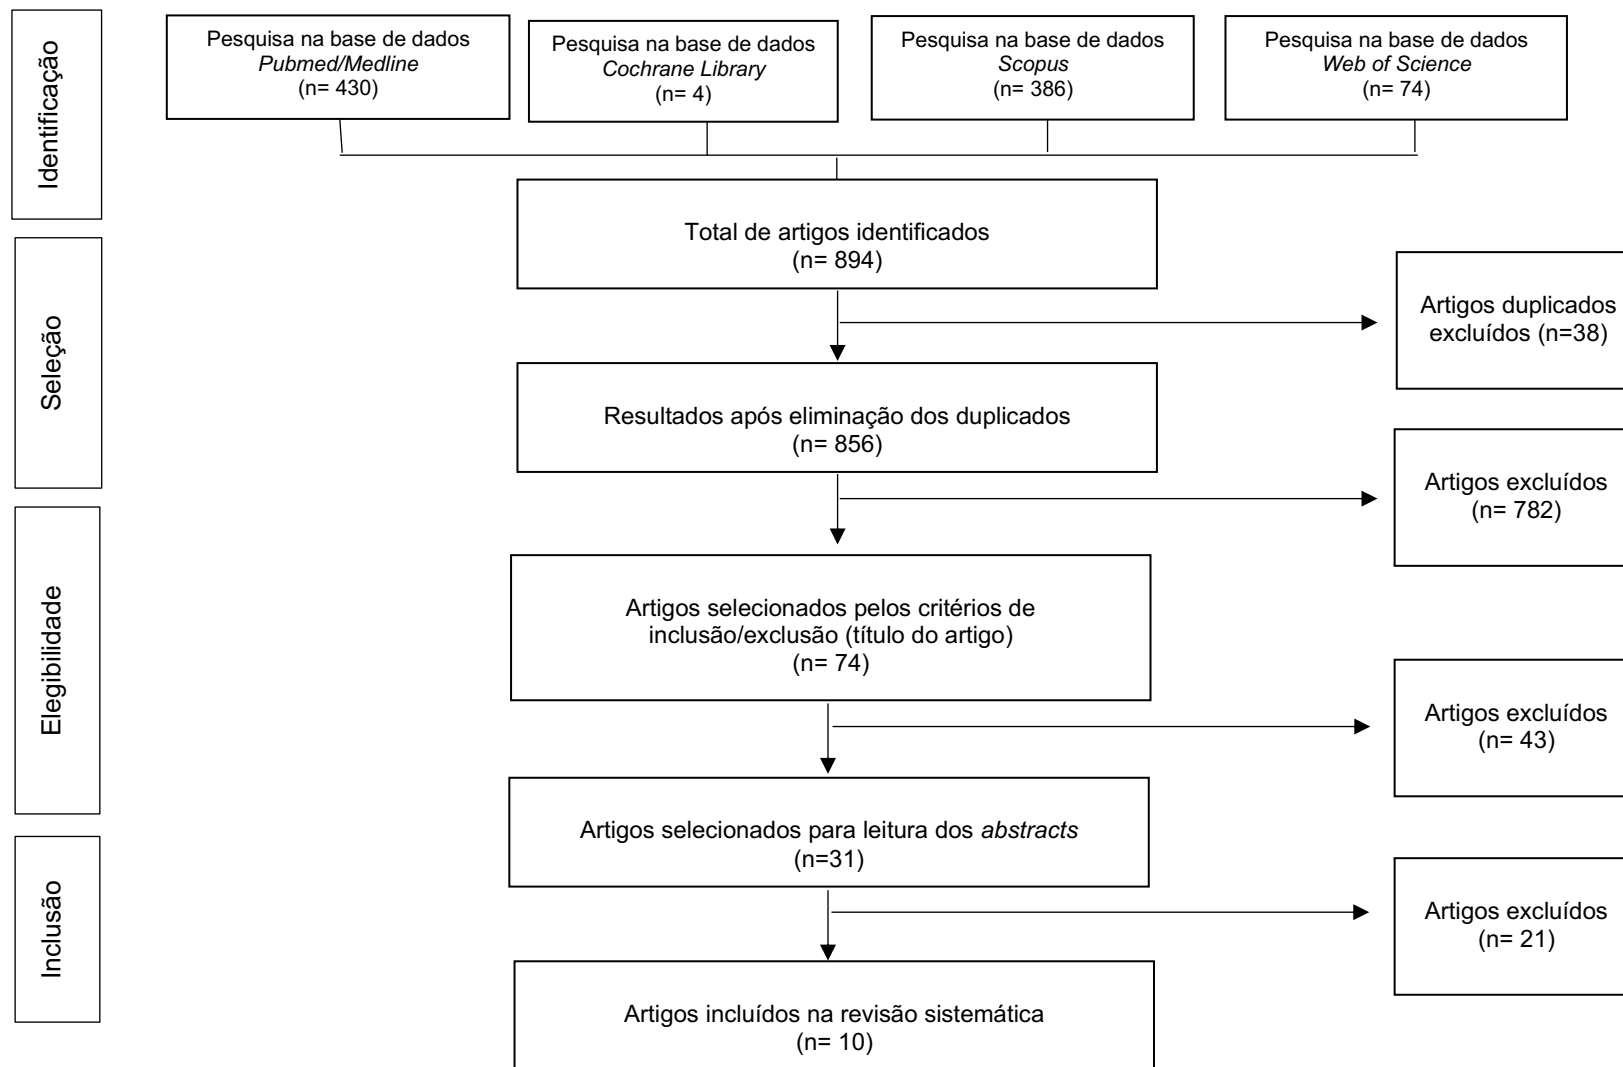 Identificação
Pesquisa na base de dados
Pubmed/Medline
(n= 430)
Pesquisa na base de dados
Cochrane Library
(n= 4)
Pesquisa na base de dados
Scopus
(n= 386)
Pesquisa na base de dados
Web of Science
(n= 74)
Total de artigos identificados
(n= 894)
Seleção
Artigos duplicados
excluídos (n=38)
Resultados após eliminação dos duplicados
(n= 856)
Artigos excluídos
(n= 782)
Elegibilidade
Artigos selecionados pelos critérios de
inclusão/exclusão (título do artigo)
(n= 74)
Artigos excluídos
(n= 43)
Artigos selecionados para leitura dos abstracts
(n=31)
Inclusão
Artigos excluídos
(n= 21)
Artigos incluídos na revisão sistemática
(n= 10)